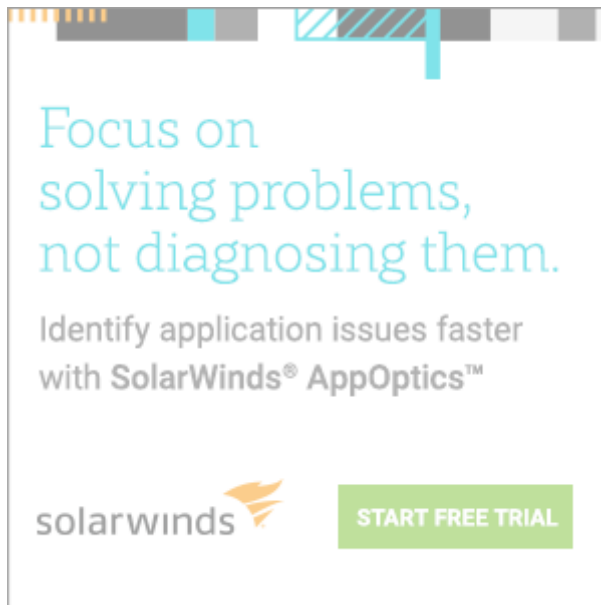 Focus on
solving problems,
not diagnosing them.
Identify application issues faster
with SolarWinds® AppOptics™
solarwinds
START FREE TRIAL